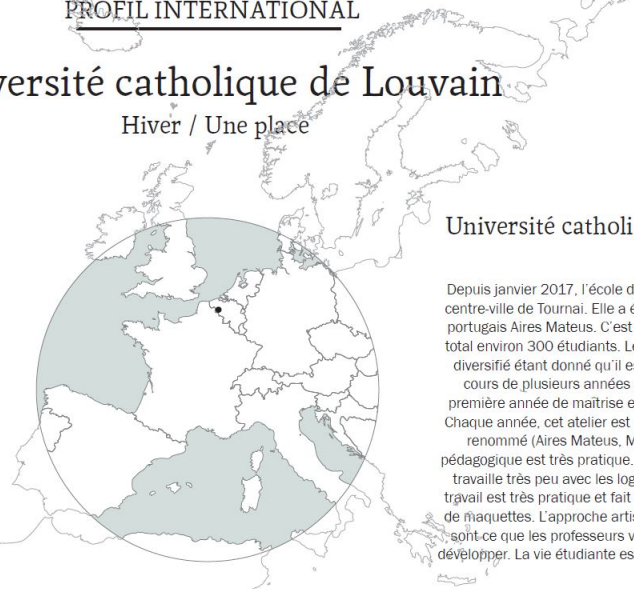 PROFIL INTERNATIONAL
versité catholique de Louvain
Hiver / Une place
Université catholi
Depuis janvier 2017, l'école d
centre-ville de Tournai. Elle a é
portugais Aires Mateus. C'est
total environ 300 étudiants. Le
diversifié étant donné qu'il es
cours de plusieurs années
première année de maîtrise e
Chaque année, cet atelier est
renommé (Aires Mateus, M
pédagogique est très pratique.
travaille très peu avec les log
travail est très pratique et fait
de maquettes. L'approche artis
sont ce que les professeurs v
développer. La vie étudiante es